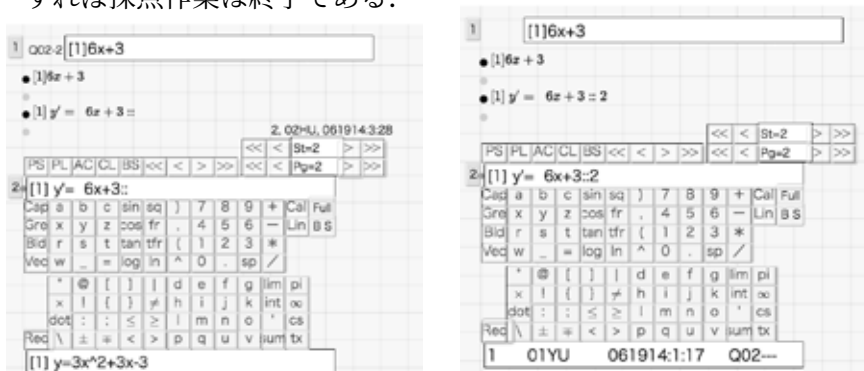 すれば採点作業は終了である．
1 Q02-2 [1]6x+3
[1]6x + 3
[1] y′ = 6x + 3 ::
2, 02HU, 061914:3:28
<< < St=2 > >>
PS PL AC CL BS << < > >> << < Pg=2 > >>
2 [1] y'= 6x+3::
Cap a b c sin sq ) 7 8 9 + Cal Full
Gre x y z cos fr , 4 5 6 − Lin B S
Bld r s t tan tfr ( 1 2 3 *
Vec w _ = log ln ^ 0 . sp /
" @ [ ] | d e f g lim pi
× ! { } ≠ h i j k int ∞
dot : ; ≤ ≥ l m n o ' cs
Rec \ ± ∓ < > p q u v sum tx
[1] y=3x^2+3x-3
1 [1]6x+3
[1]6x + 3
[1] y′ = 6x + 3 :: 2
<< < St=2 > >>
PS PL AC CL BS << < > >> << < Pg=2 > >>
2 [1] y'= 6x+3::2
Cap a b c sin sq ) 7 8 9 + Cal Full
Gre x y z cos fr , 4 5 6 − Lin B S
Bld r s t tan tfr ( 1 2 3 *
Vec w _ = log ln ^ 0 . sp /
" @ [ ] | d e f g lim pi
× ! { } ≠ h i j k int ∞
dot : ; ≤ ≥ l m n o ' cs
Rec \ ± ∓ < > p q u v sum tx
1 01YU 061914:1:17 Q02---